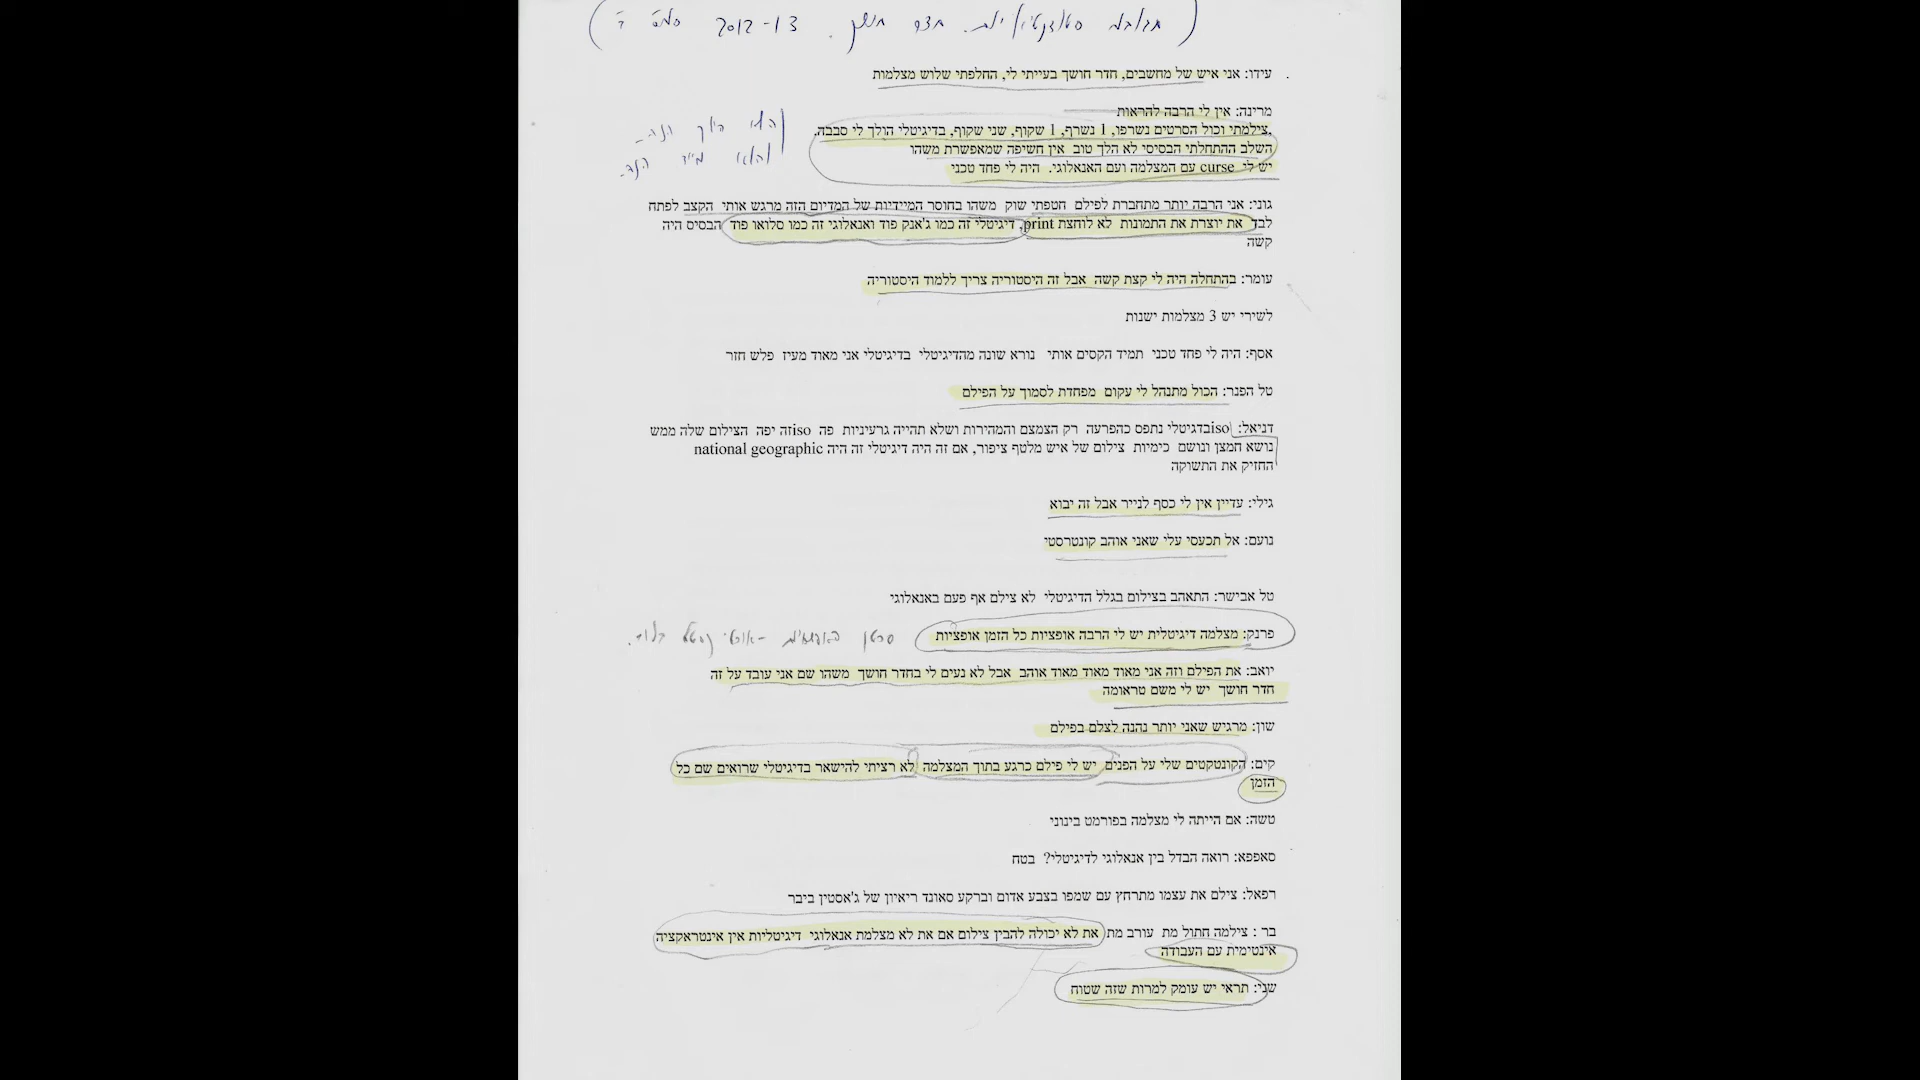 תגובות סטודנטיאליות. חדר חושך. 2012-13
עידו: אני איש של מחשבים, חדר חושך בעייתי לי, החלפתי שלוש מצלמות
מרינה: אין לי הרבה להראות
צילמתי וכול הסרטים נשרפו, 1 נשרף, 1 שקוף, שני שקוף, בדיגיטלי הולך לי סבבה.
השלב ההתחלתי הבסיסי לא הלך טוב אין חשיפה שמאפשרת משהו
יש לי curse עם המצלמה ועם האנאלוגי. היה לי פחד טכני
גוני: אני הרבה יותר מתחברת לפילם חטפתי שוק משהו בחוסר המיידיות של המדיום הזה מרגש אותי הקצב לפתח
לבד את יוצרת את התמונות לא לוחצת print, דיגיטלי זה כמו ג'אנק פוד ואנאלוגי זה כמו סלואו פוד הבסיס היה
קשה
עומר: בהתחלה היה לי קצת קשה אבל זה היסטוריה צריך ללמוד היסטוריה
לשירי יש 3 מצלמות ישנות
אסף: היה לי פחד טכני תמיד הקסים אותי נורא שונה מהדיגיטלי בדיגיטלי אני מאוד מעיז פלש חזר
טל הפנר: הכול מתנהל לי עקום מפחדת לסמוך על הפילם
דניאל: isoבדגיטלי נתפס כהפרעה רק הצמצם והמהירות ושלא תהייה גרעיניות פה isoזה יפה הצילום שלה ממש
נושא חמצן ונושם כימיות צילום של איש מלטף ציפור, אם זה היה דיגיטלי זה היה national geographic
החזיק את התשוקה
גילי: עדיין אין לי כסף לנייר אבל זה יבוא
נועם: אל תכעסי עלי שאני אוהב קונטרסטי
טל אבישר: התאהב בצילום בגלל הדיגיטלי לא צילם אף פעם באנאלוגי
פרנק: מצלמה דיגיטלית יש לי הרבה אופציות כל הזמן אופציות
יואב: את הפילם וזה אני מאוד מאוד מאוד אוהב אבל לא נעים לי בחדר חושך משהו שם אני עובד על זה
חדר חושך יש לי משם טראומה
שון: מרגיש שאני יותר נהנה לצלם בפילם
קים: הקונטקטים שלי על הפנים יש לי פילם כרגע בתוך המצלמה לא רציתי להישאר בדיגיטלי שרואים שם כל
הזמן
טשה: אם הייתה לי מצלמה בפורמט בינוני
סאפפא: רואה הבדל בין אנאלוגי לדיגיטלי? בטח
רפאל: צילם את עצמו מתרחץ עם שמפו בצבע אדום וברקע סאונד ריאיון של ג'אסטין ביבר
בר : צילמה חתול מת עורב מת את לא יכולה להבין צילום אם את לא מצלמת אנאלוגי דיגיטליות אין אינטראקציה
אינטימית עם העבודה
שני: תראי יש עומק למרות שזה שטוח